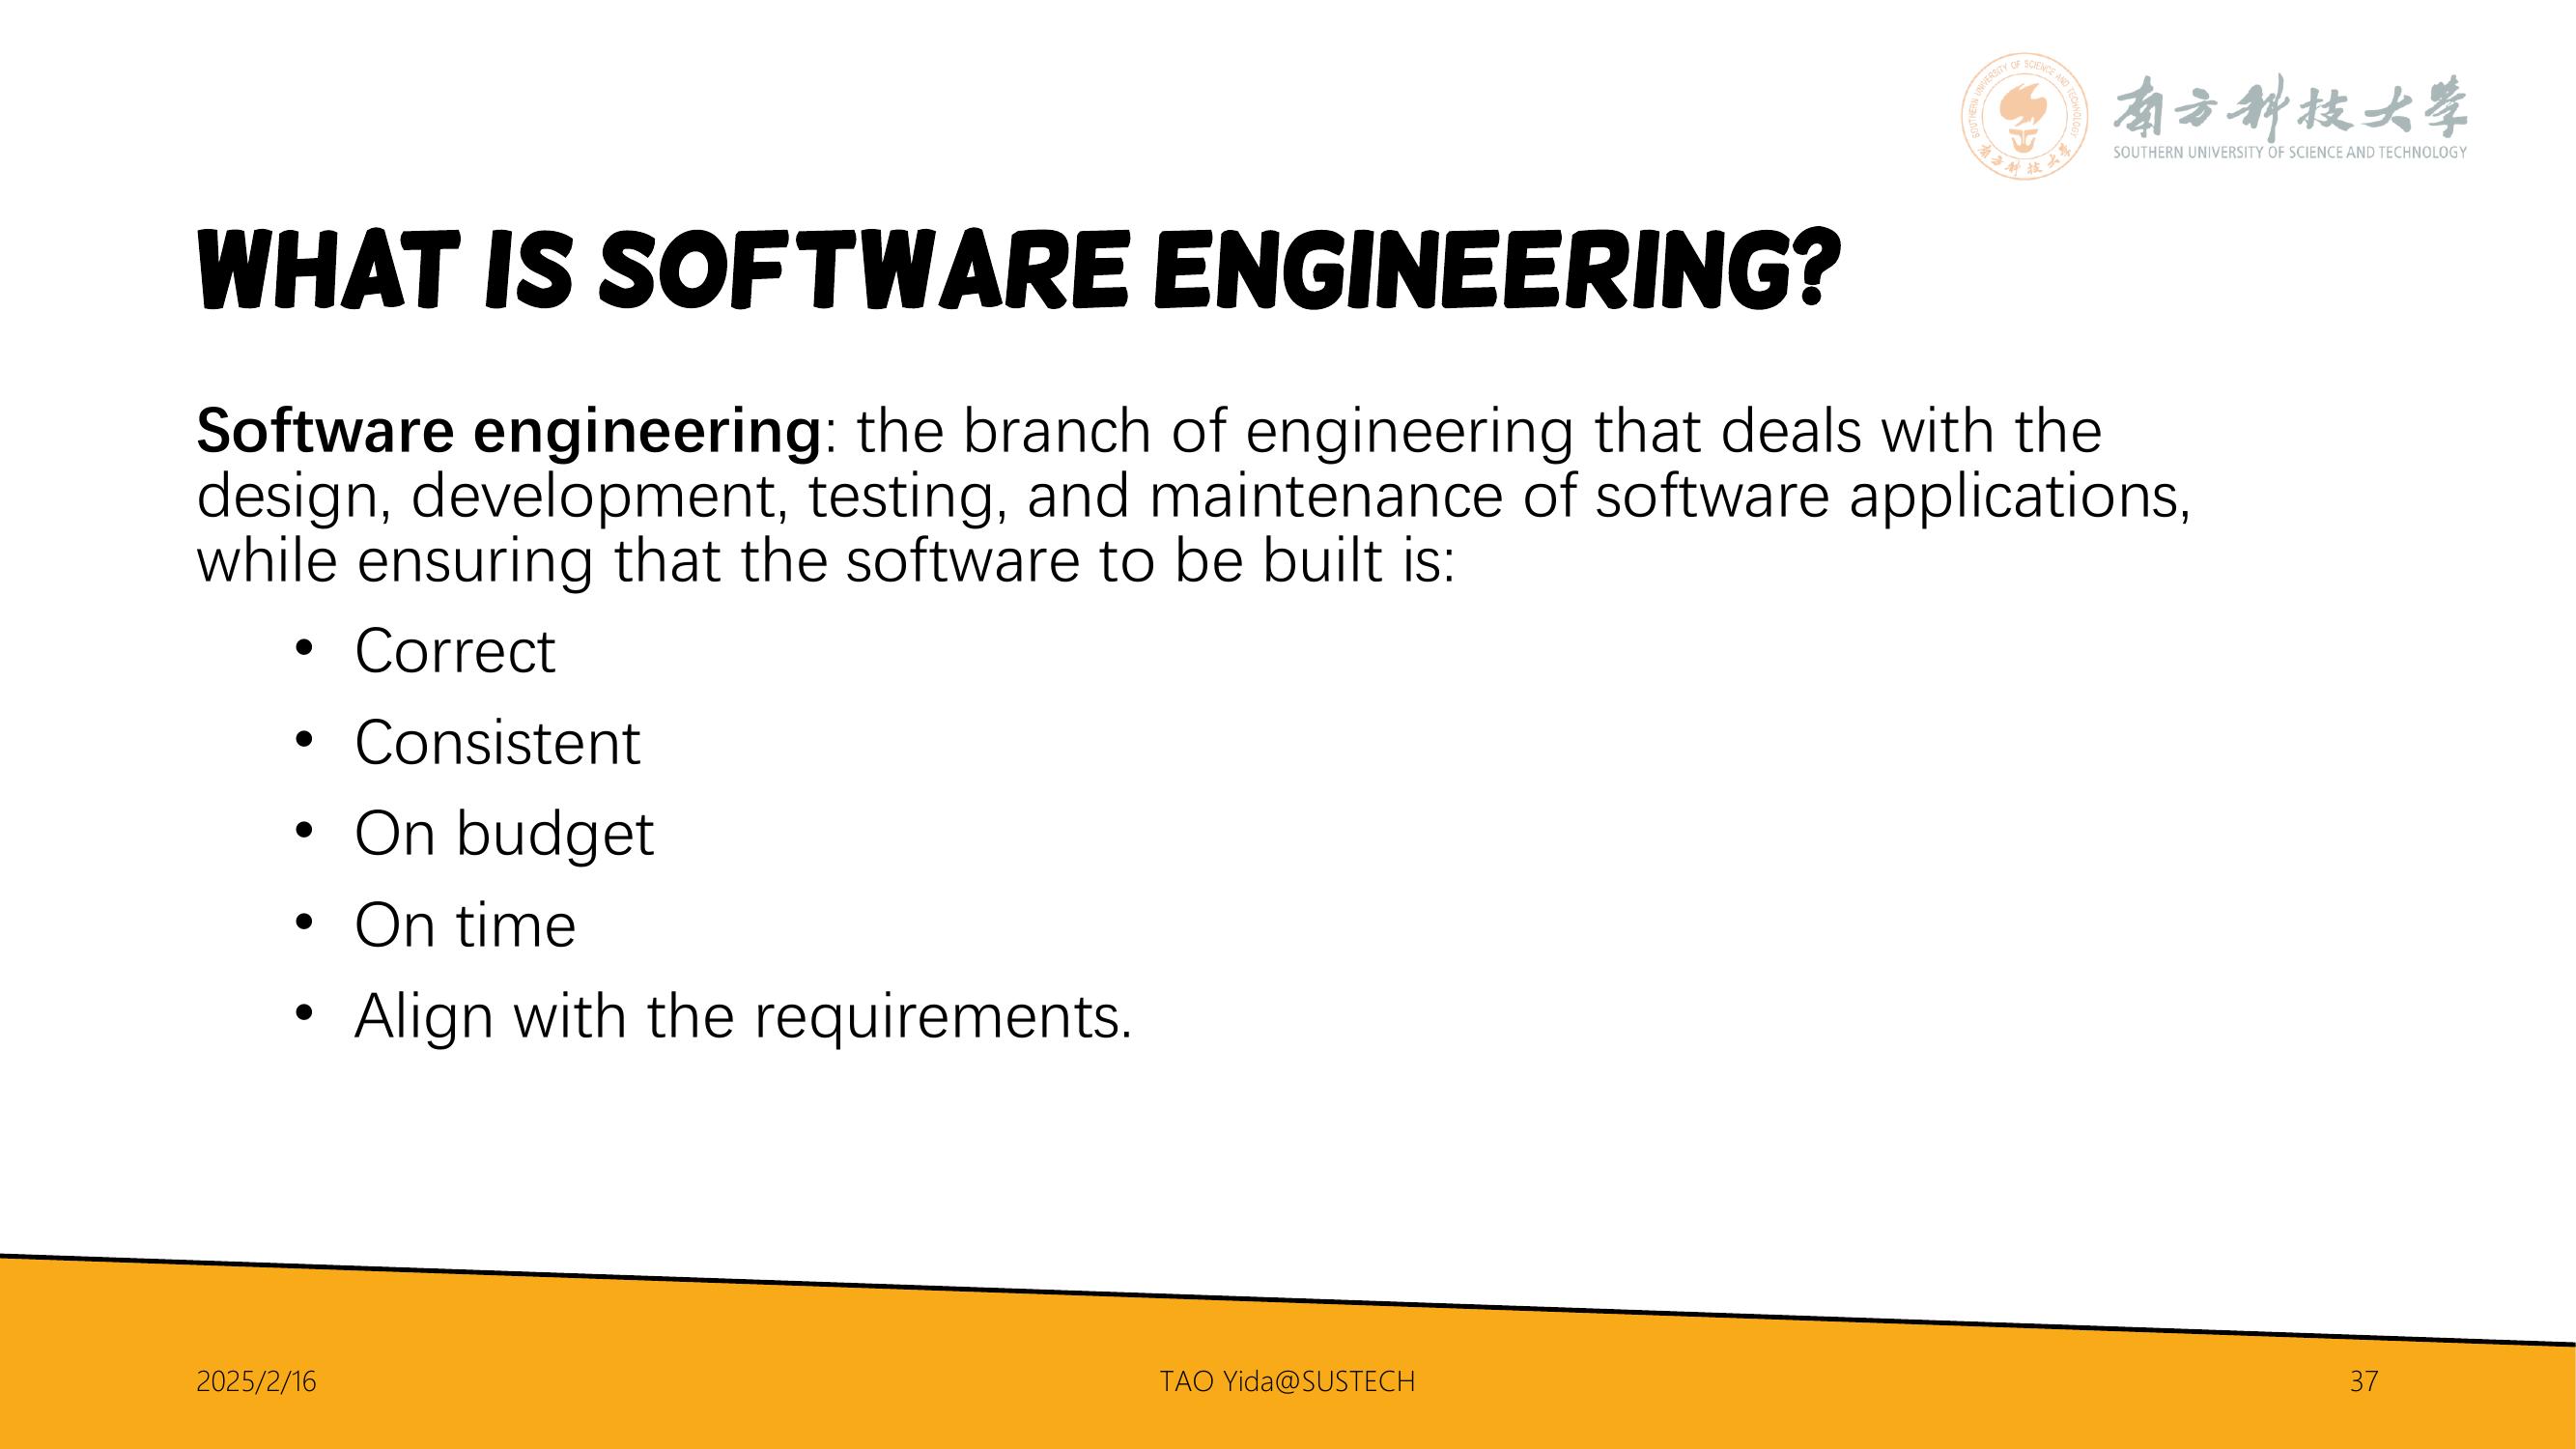 SOUTHERN UNIVERSITY OF SCIENCE AND TECHNOLOGY
南方科技大学
南方科技大學
SOUTHERN UNIVERSITY OF SCIENCE AND TECHNOLOGY
WHAT IS SOFTWARE ENGINEERING?
Software engineering: the branch of engineering that deals with the
design, development, testing, and maintenance of software applications,
while ensuring that the software to be built is:
• Correct
• Consistent
• On budget
• On time
• Align with the requirements.
2025/2/16
TAO Yida@SUSTECH
37